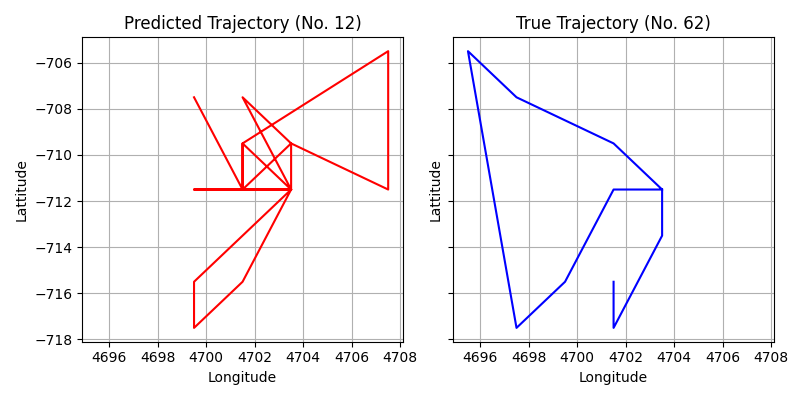 Predicted Trajectory (No. 12)
True Trajectory (No. 62)
Lattitude
−706
−708
−710
−712
−714
−716
−718
4696 4698 4700 4702 4704 4706 4708
Longitude
Lattitude
4696 4698 4700 4702 4704 4706 4708
Longitude